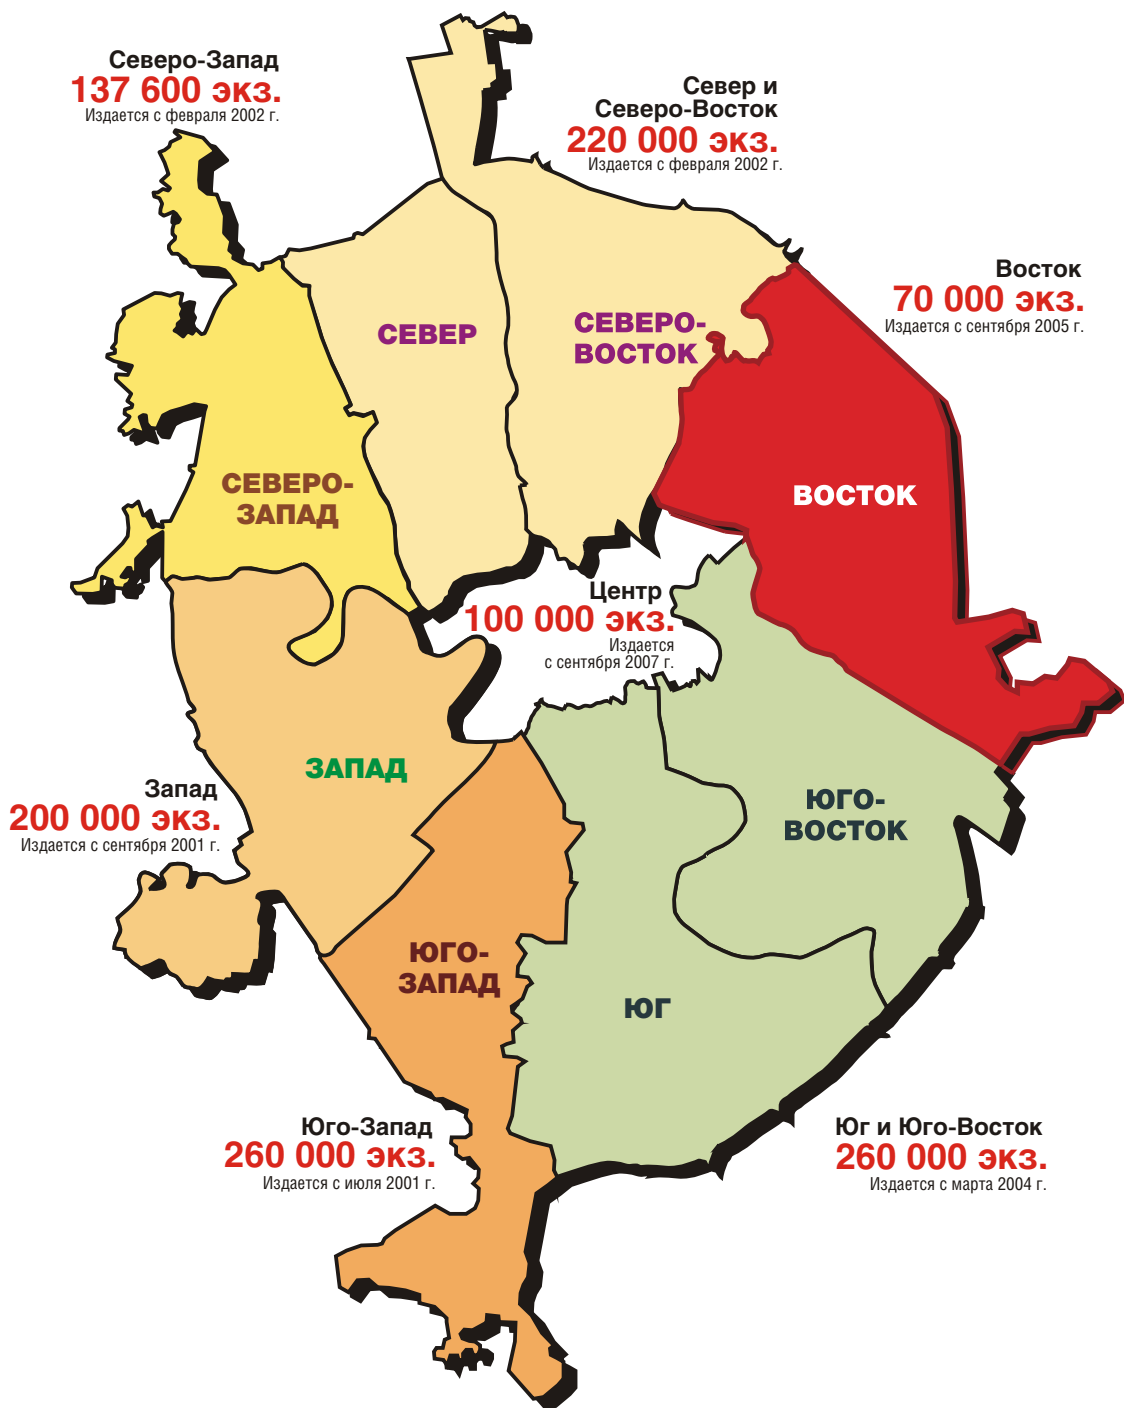 Северо-Запад
137 600 экз.
Издается с февраля 2002 г.
Север и
Северо-Восток
220 000 экз.
Издается с февраля 2002 г.
Восток
70 000 экз.
Издается с сентября 2005 г.
СЕВЕР
СЕВЕРО-
ВОСТОК
СЕВЕРО-
ЗАПАД
ВОСТОК
Центр
100 000 экз.
Издается
с сентября 2007 г.
ЗАПАД
Запад
200 000 экз.
Издается с сентября 2001 г.
ЮГО-
ВОСТОК
ЮГО-
ЗАПАД
ЮГ
Юго-Запад
260 000 экз.
Издается с июля 2001 г.
Юг и Юго-Восток
260 000 экз.
Издается с марта 2004 г.